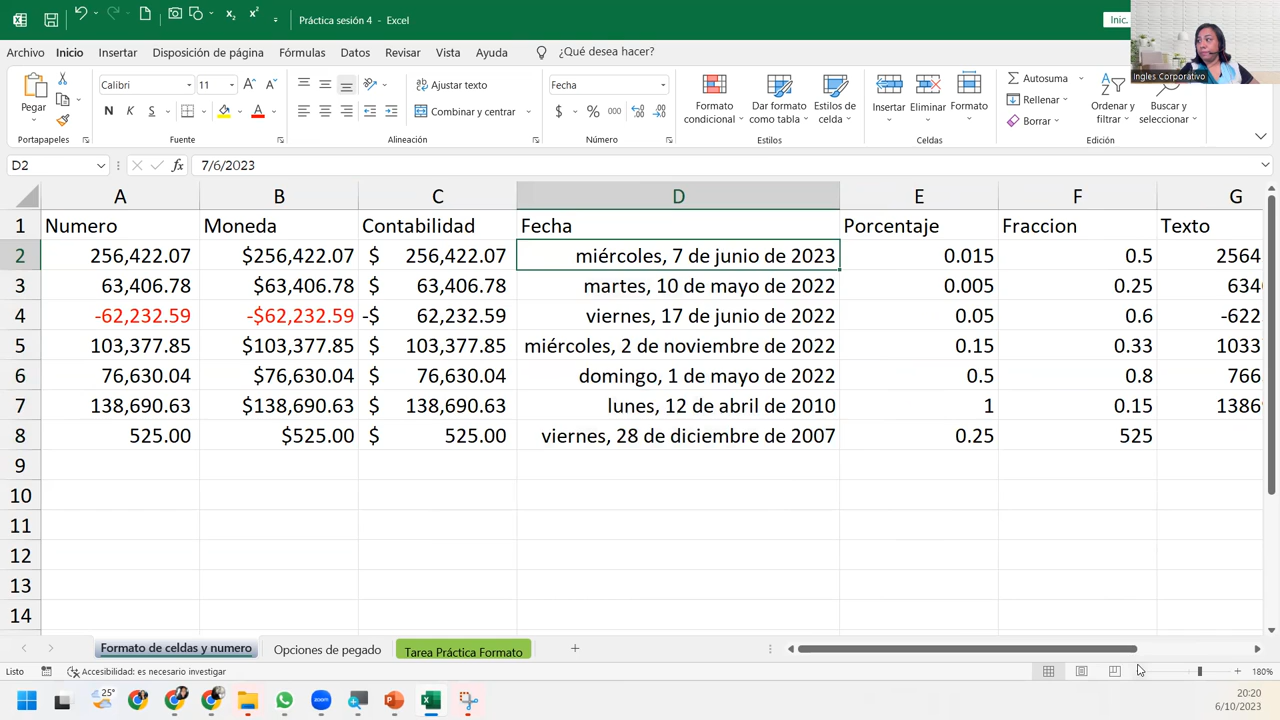 Práctica sesión 4 - Excel
Inic.
Archivo Inicio Insertar Disposición de página Fórmulas Datos Revisar Vista Ayuda ¿Qué desea hacer?
Ingles Corporativo
Pegar
Portapapeles
Calibri 11
N K S
Fuente
Ajustar texto
Combinar y centrar
Alineación
Fecha
$ % 000
Número
Formato condicional
Dar formato como tabla
Estilos de celda
Estilos
Insertar
Eliminar
Formato
Celdas
Autosuma
Rellenar
Borrar
Ordenar y filtrar
Buscar y seleccionar
Edición
D2 fx 7/6/2023
A B C D E F G
1 Numero Moneda Contabilidad Fecha Porcentaje Fraccion Texto
2 256,422.07 $256,422.07 $ 256,422.07 miércoles, 7 de junio de 2023 0.015 0.5 2564
3 63,406.78 $63,406.78 $ 63,406.78 martes, 10 de mayo de 2022 0.005 0.25 634
4 -62,232.59 -$62,232.59 -$ 62,232.59 viernes, 17 de junio de 2022 0.05 0.6 -622
5 103,377.85 $103,377.85 $ 103,377.85 miércoles, 2 de noviembre de 2022 0.15 0.33 1033
6 76,630.04 $76,630.04 $ 76,630.04 domingo, 1 de mayo de 2022 0.5 0.8 766
7 138,690.63 $138,690.63 $ 138,690.63 lunes, 12 de abril de 2010 1 0.15 1386
8 525.00 $525.00 $ 525.00 viernes, 28 de diciembre de 2007 0.25 525
9
10
11
12
13
14
Formato de celdas y numero Opciones de pegado Tarea Práctica Formato
Listo Accesibilidad: es necesario investigar 180%
25°
20:20
6/10/2023